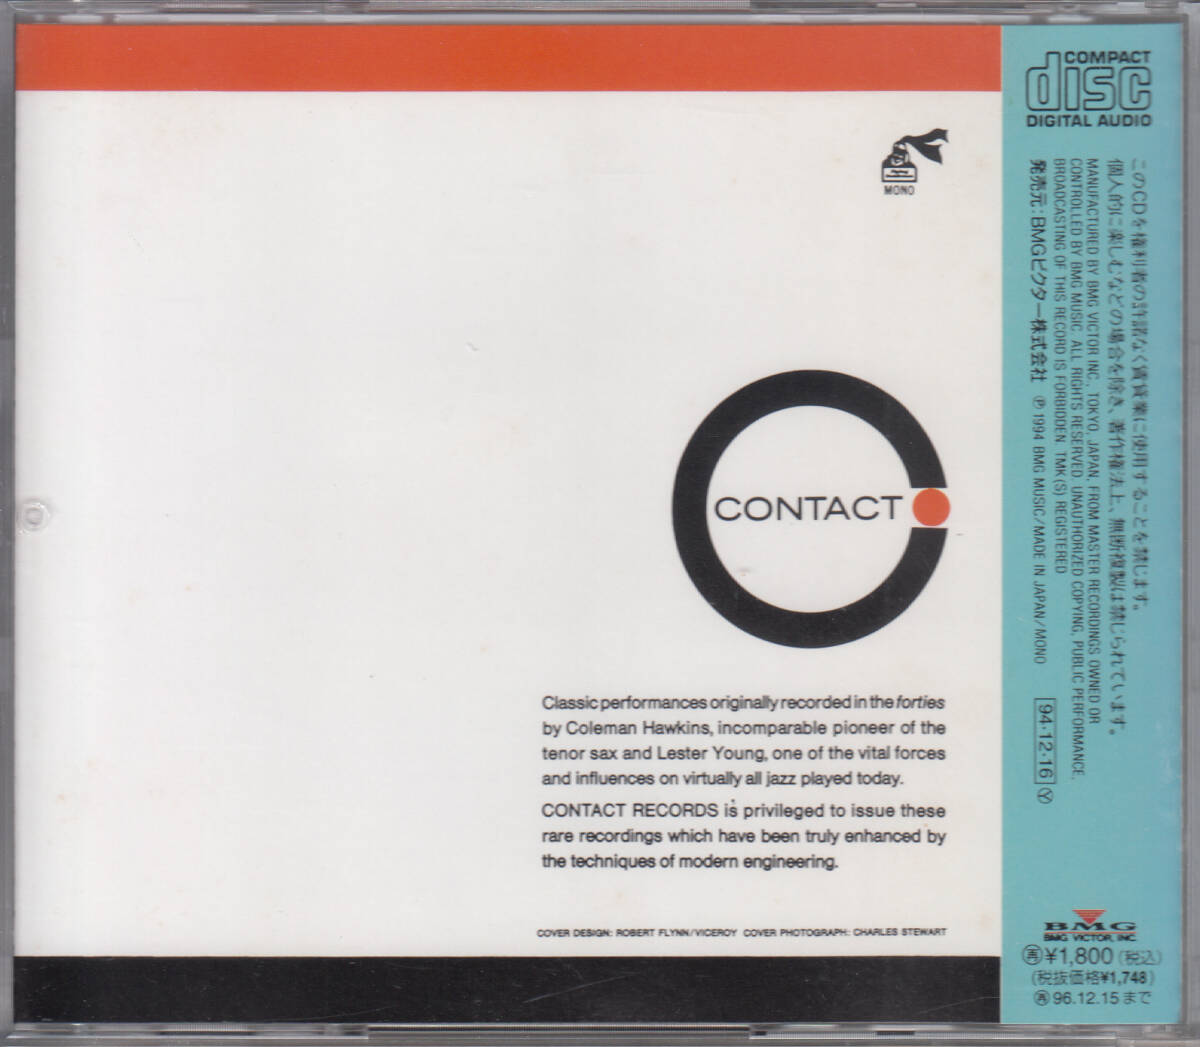 MONO
CONTACT
Classic performances originally recorded in the forties
by Coleman Hawkins, incomparable pioneer of the
tenor sax and Lester Young, one of the vital forces
and influences on virtually all jazz played today.
CONTACT RECORDS is privileged to issue these
rare recordings which have been truly enhanced by
the techniques of modern engineering.
COVER DESIGN: ROBERT FLYNN/VICEROY COVER PHOTOGRAPH: CHARLES STEWART
COMPACT
disc
DIGITAL AUDIO
このCDを権利者の許諾なく賃貸業に使用することを禁じます。
個人的に楽しむなどの場合を除き、著作権法上、無断複製は禁じられています。
MANUFACTURED BY BMG VICTOR INC., TOKYO, JAPAN, FROM MASTER RECORDINGS OWNED OR
CONTROLLED BY BMG MUSIC. ALL RIGHTS RESERVED. UNAUTHORIZED COPYING, PUBLIC PERFORMANCE,
BROADCASTING OF THIS RECORD IS FORBIDDEN. TMK(S) REGISTERED
発売元:BMGビクター株式会社 Ⓟ1994 BMG MUSIC/MADE IN JAPAN/MONO 94・12・16 Ⓨ
BMG
BMG VICTOR, INC.
㊢¥1,800(税込)
(税抜価格¥1,748)
㊢96.12.15まで